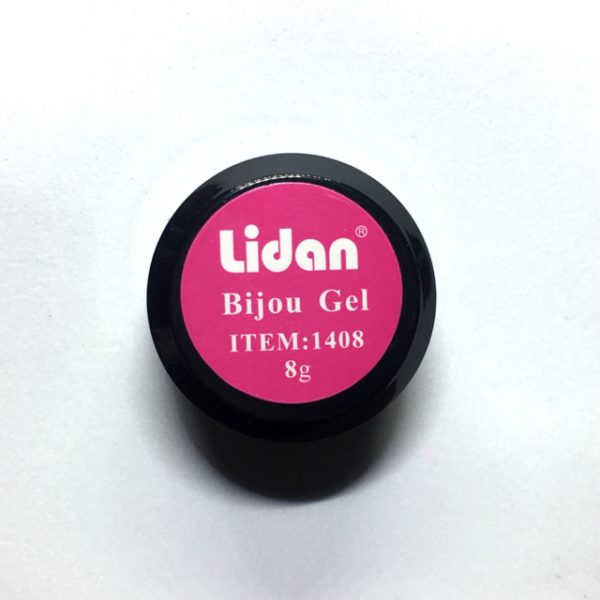 Lidan®
Bijou Gel
ITEM:1408
8g